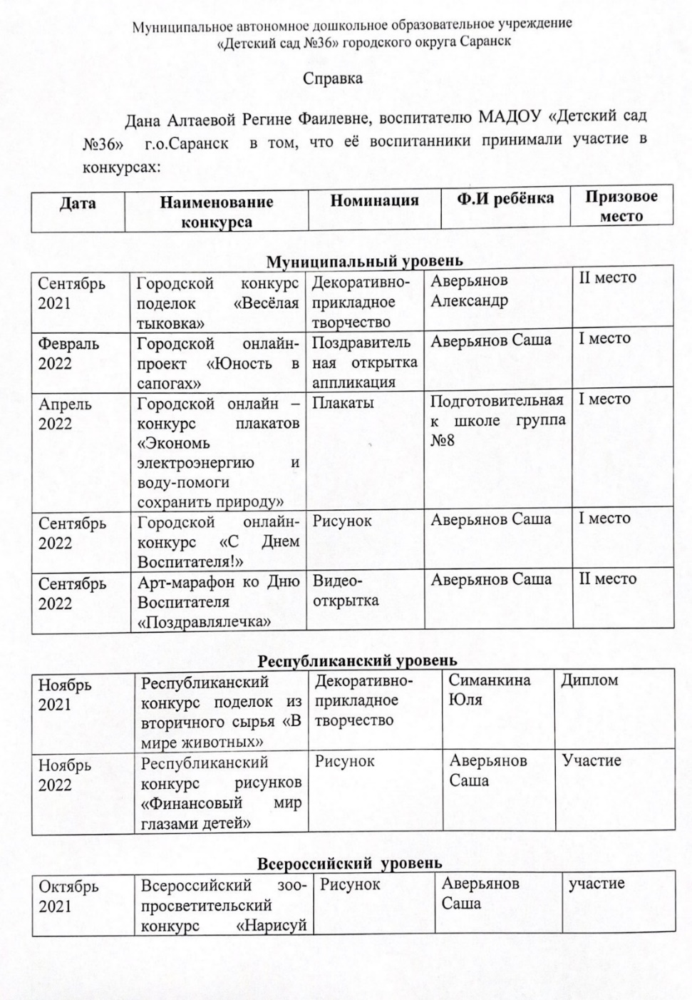 Муниципальное автономное дошкольное образовательное учреждение
«Детский сад №36» городского округа Саранск
Справка
Дана Алтаевой Регине Фаилевне, воспитателю МАДОУ «Детский сад
№36» г.о.Саранск в том, что её воспитанники принимали участие в
конкурсах:
Дата
Наименование
конкурса
Номинация
Ф.И ребёнка
Призовое
место
Муниципальный уровень
Сентябрь
2021
Городской конкурс
поделок «Весёлая
тыковка»
Декоративно-
прикладное
творчество
Аверьянов
Александр
II место
Февраль
2022
Городской онлайн-
проект «Юность в
сапогах»
Поздравитель
ная открытка
аппликация
Аверьянов Саша
I место
Апрель
2022
Городской онлайн –
конкурс плакатов
«Экономь
электроэнергию и
воду-помоги
сохранить природу»
Плакаты
Подготовительная
к школе группа
№8
I место
Сентябрь
2022
Городской онлайн-
конкурс «С Днем
Воспитателя!»
Рисунок
Аверьянов Саша
I место
Сентябрь
2022
Арт-марафон ко Дню
Воспитателя
«Поздравлялечка»
Видео-
открытка
Аверьянов Саша
II место
Республиканский уровень
Ноябрь
2021
Республиканский
конкурс поделок из
вторичного сырья «В
мире животных»
Декоративно-
прикладное
творчество
Симанкина
Юля
Диплом
Ноябрь
2022
Республиканский
конкурс рисунков
«Финансовый мир
глазами детей»
Рисунок
Аверьянов
Саша
Участие
Всероссийский уровень
Октябрь
2021
Всероссийский зоо-
просветительский
конкурс «Нарисуй
Рисунок
Аверьянов
Саша
участие